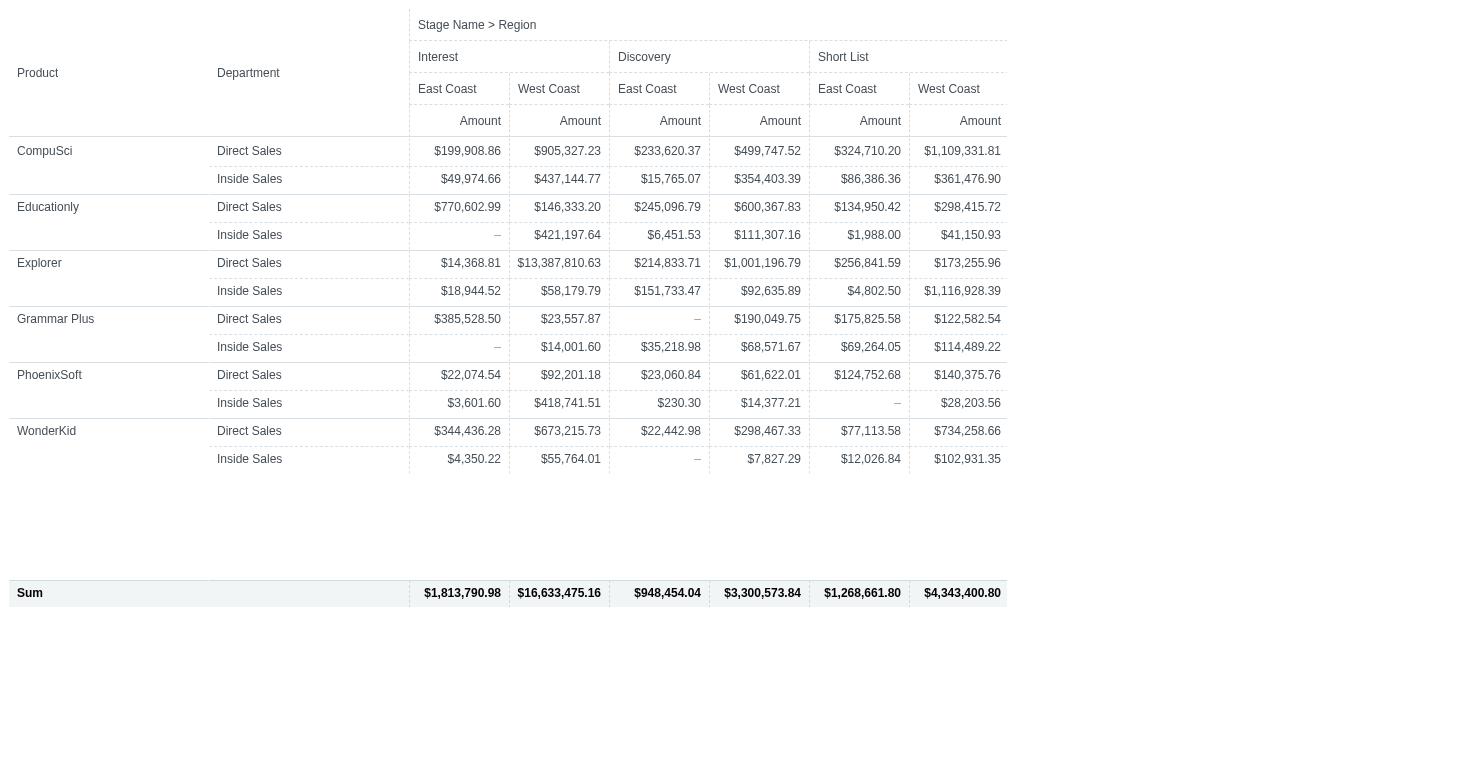 Stage Name > Region
Product Department Interest Discovery Short List
East Coast West Coast East Coast West Coast East Coast West Coast
Amount Amount Amount Amount Amount Amount
CompuSci Direct Sales $199,908.86 $905,327.23 $233,620.37 $499,747.52 $324,710.20 $1,109,331.81
Inside Sales $49,974.66 $437,144.77 $15,765.07 $354,403.39 $86,386.36 $361,476.90
Educationly Direct Sales $770,602.99 $146,333.20 $245,096.79 $600,367.83 $134,950.42 $298,415.72
Inside Sales – $421,197.64 $6,451.53 $111,307.16 $1,988.00 $41,150.93
Explorer Direct Sales $14,368.81 $13,387,810.63 $214,833.71 $1,001,196.79 $256,841.59 $173,255.96
Inside Sales $18,944.52 $58,179.79 $151,733.47 $92,635.89 $4,802.50 $1,116,928.39
Grammar Plus Direct Sales $385,528.50 $23,557.87 – $190,049.75 $175,825.58 $122,582.54
Inside Sales – $14,001.60 $35,218.98 $68,571.67 $69,264.05 $114,489.22
PhoenixSoft Direct Sales $22,074.54 $92,201.18 $23,060.84 $61,622.01 $124,752.68 $140,375.76
Inside Sales $3,601.60 $418,741.51 $230.30 $14,377.21 – $28,203.56
WonderKid Direct Sales $344,436.28 $673,215.73 $22,442.98 $298,467.33 $77,113.58 $734,258.66
Inside Sales $4,350.22 $55,764.01 – $7,827.29 $12,026.84 $102,931.35
Sum $1,813,790.98 $16,633,475.16 $948,454.04 $3,300,573.84 $1,268,661.80 $4,343,400.80